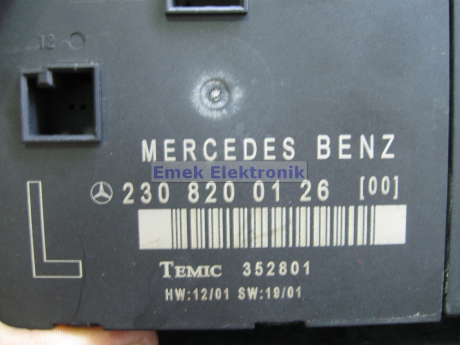 12
MERCEDES BENZ
Emek Elektronik
230 820 01 26 [00]
L
TEMIC 352801
HW:12/01 SW:19/01